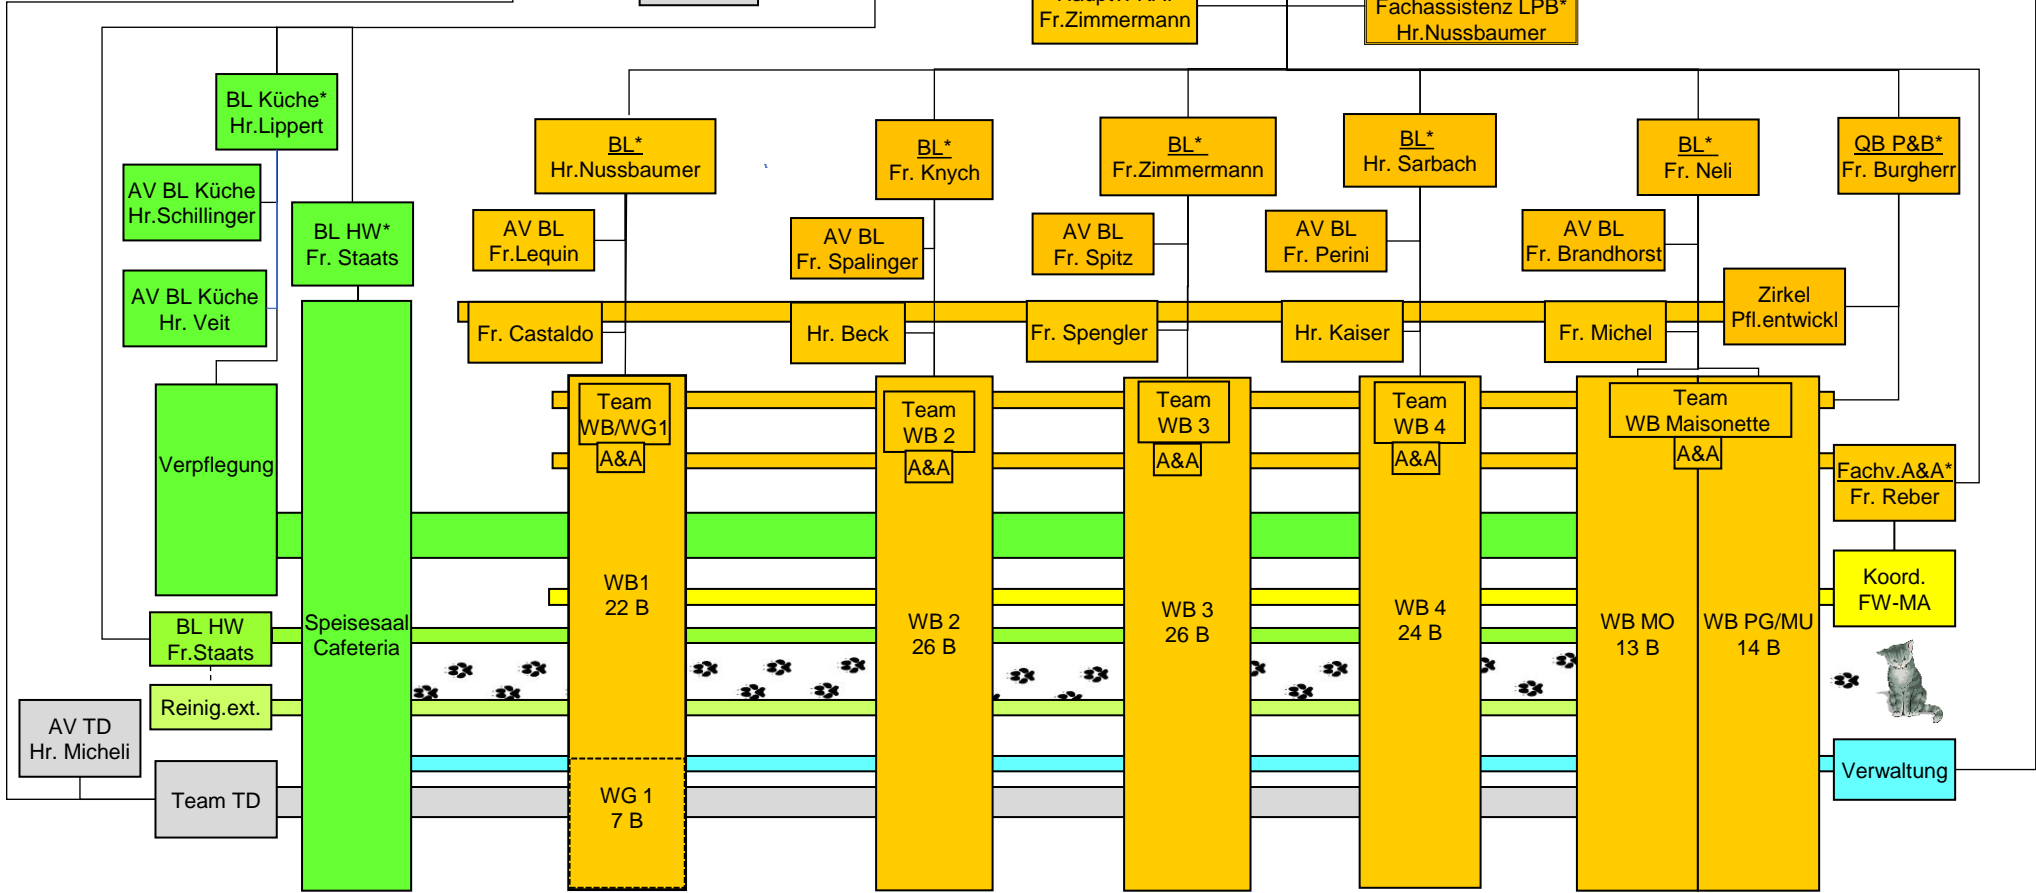 Fr.Zimmermann
Fachassistenz LPB*
Hr.Nussbaumer
BL Küche*
Hr.Lippert
AV BL Küche
Hr.Schillinger
AV BL Küche
Hr. Veit
BL HW*
Fr. Staats
BL*
Hr.Nussbaumer
BL*
Fr. Knych
BL*
Fr.Zimmermann
BL*
Hr. Sarbach
BL*
Fr. Neli
QB P&B*
Fr. Burgherr
AV BL
Fr.Lequin
AV BL
Fr. Spalinger
AV BL
Fr. Spitz
AV BL
Fr. Perini
AV BL
Fr. Brandhorst
Zirkel
Pfl.entwickl
Fr. Castaldo
Hr. Beck
Fr. Spengler
Hr. Kaiser
Fr. Michel
Team
WB/WG1
A&A
Team
WB 2
A&A
Team
WB 3
A&A
Team
WB 4
A&A
Team
WB Maisonette
A&A
Verpflegung
Fachv.A&A*
Fr. Reber
Koord.
FW-MA
Speisesaal
Cafeteria
WB1
22 B
WB 2
26 B
WB 3
26 B
WB 4
24 B
WB MO
13 B
WB PG/MU
14 B
BL HW
Fr.Staats
Reinig.ext.
AV TD
Hr. Micheli
Team TD
WG 1
7 B
Verwaltung